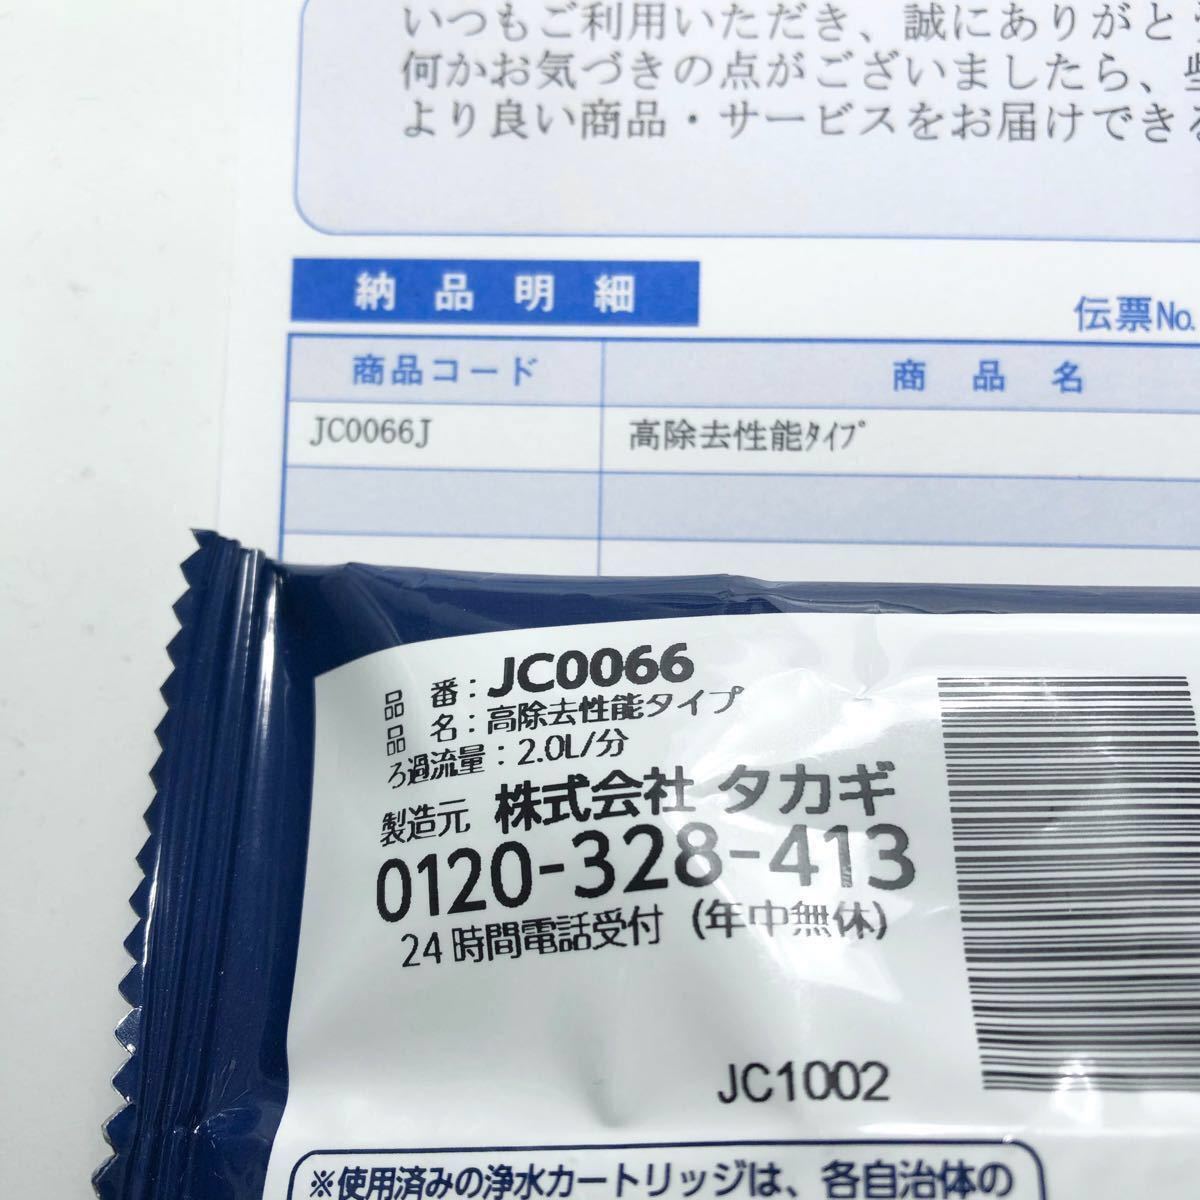 いつもご利用いただき、誠にありがと
何かお気づきの点がございましたら、
より良い商品・サービスをお届けできる
納品明細
伝票No.
商品コード 商品名
JC0066J 高除去性能ﾀｲﾌﾟ
品番:JC0066
品名:高除去性能タイプ
ろ過流量:2.0L/分
製造元 株式会社 タカギ
0120-328-413
24時間電話受付 (年中無休)
JC1002
※使用済みの浄水カートリッジは、各自治体の